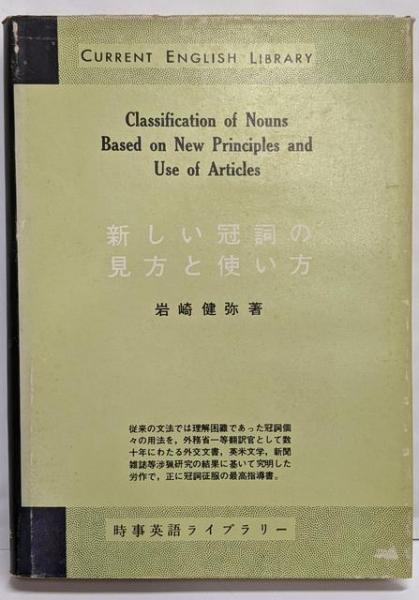 CURRENT ENGLISH LIBRARY
Classification of Nouns
Based on New Principles and
Use of Articles
新しい冠詞の
見方と使い方
岩崎健弥著
従来の文法では理解困難であった冠詞個
々の用法を，外務省一等翻訳官として数
十年にわたる外交文書，英米文学，新聞
雑誌等渉猟研究の結果に基いて究明した
労作で，正に冠詞征服の最高指導書。
時事英語ライブラリー